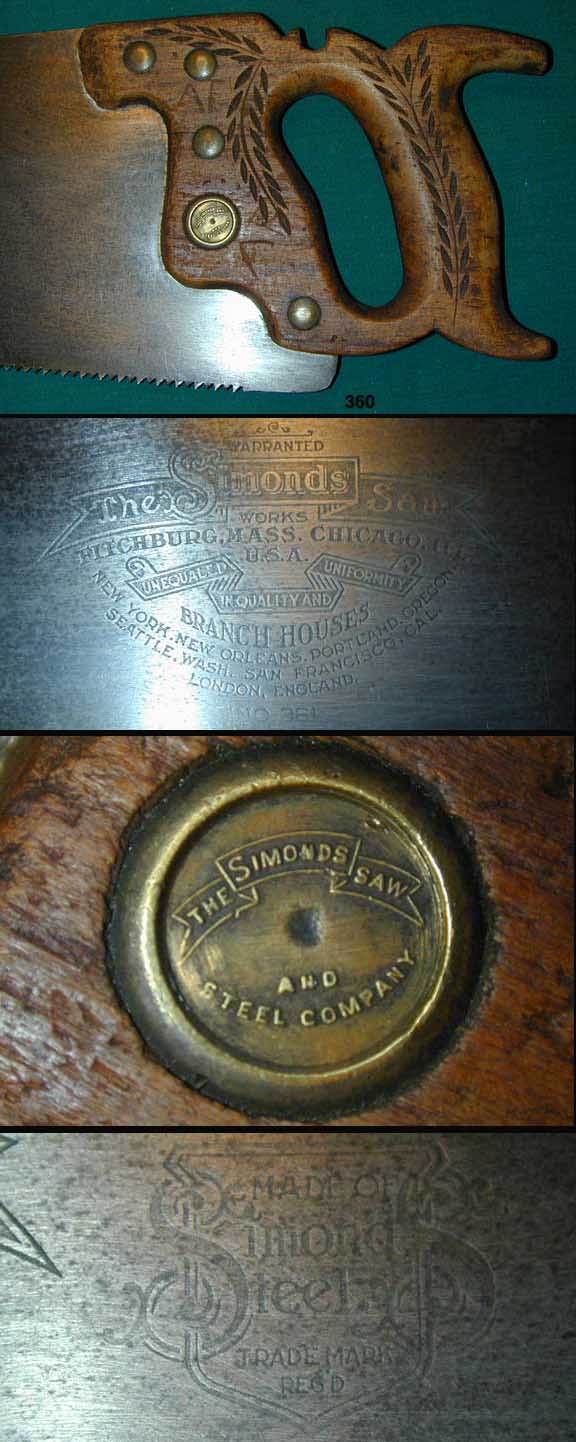 360
WARRANTED
The Simonds Saw
WORKS
FITCHBURG, MASS. CHICAGO, ILL.
U.S.A.
UNEQUALED
IN QUALITY AND
UNIFORMITY
BRANCH HOUSES
NEW YORK. NEW ORLEANS. PORTLAND. OREGON.
SEATTLE. WASH. SAN FRANCISCO. CAL.
LONDON, ENGLAND.
NO 361
THE SIMONDS SAW
AND
STEEL COMPANY
MADE OF
Simonds
Steel
TRADE MARK
REG'D